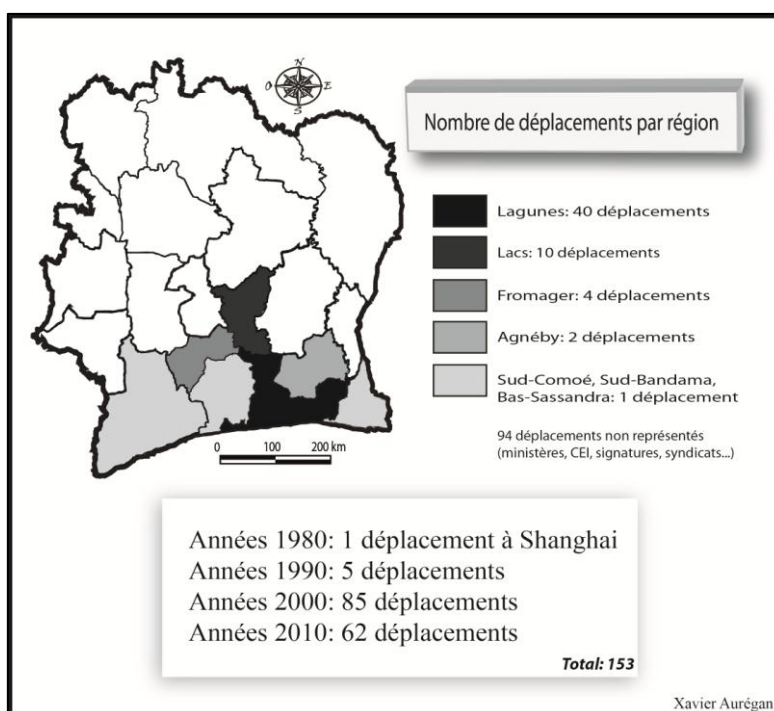 N
O
E
S
Nombre de déplacements par région
Lagunes: 40 déplacements
Lacs: 10 déplacements
Fromager: 4 déplacements
Agnéby: 2 déplacements
Sud-Comoé, Sud-Bandama,
Bas-Sassandra: 1 déplacement
94 déplacements non représentés
(ministères, CEI, signatures, syndicats...)
0 100 200 km
Années 1980: 1 déplacement à Shanghai
Années 1990: 5 déplacements
Années 2000: 85 déplacements
Années 2010: 62 déplacements
Total: 153
Xavier Aurégan